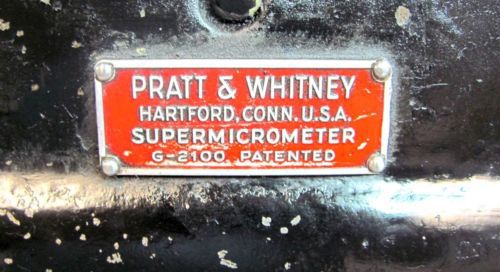 PRATT & WHITNEY
HARTFORD, CONN. U.S.A.
SUPERMICROMETER
G-2100. PATENTED